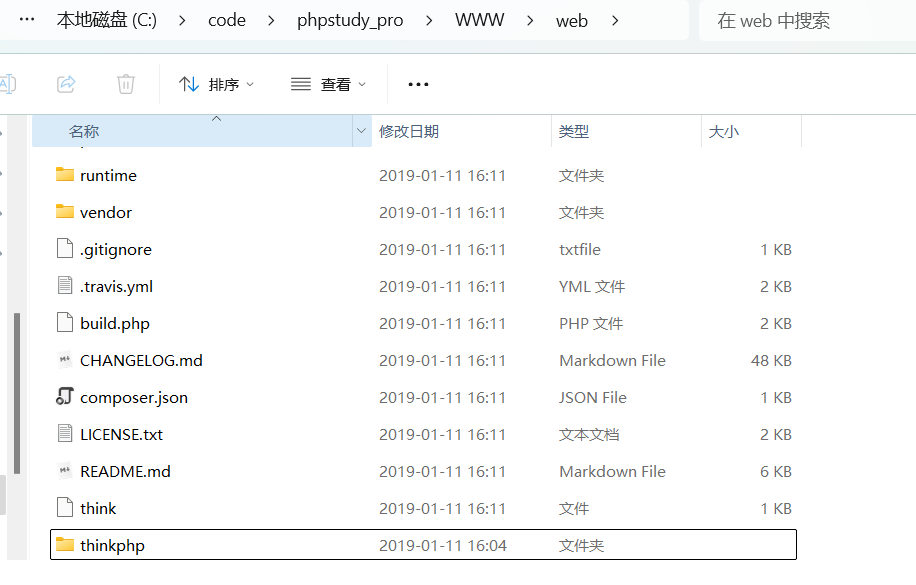 ··· 本地磁盘 (C:) > code > phpstudy_pro > WWW > web > 在 web 中搜索
排序 查看 ···
名称 修改日期 类型 大小
runtime 2019-01-11 16:11 文件夹
vendor 2019-01-11 16:11 文件夹
.gitignore 2019-01-11 16:11 txtfile 1 KB
.travis.yml 2019-01-11 16:11 YML 文件 2 KB
build.php 2019-01-11 16:11 PHP 文件 2 KB
CHANGELOG.md 2019-01-11 16:11 Markdown File 48 KB
composer.json 2019-01-11 16:11 JSON File 1 KB
LICENSE.txt 2019-01-11 16:11 文本文档 2 KB
README.md 2019-01-11 16:11 Markdown File 6 KB
think 2019-01-11 16:11 文件 1 KB
thinkphp 2019-01-11 16:04 文件夹